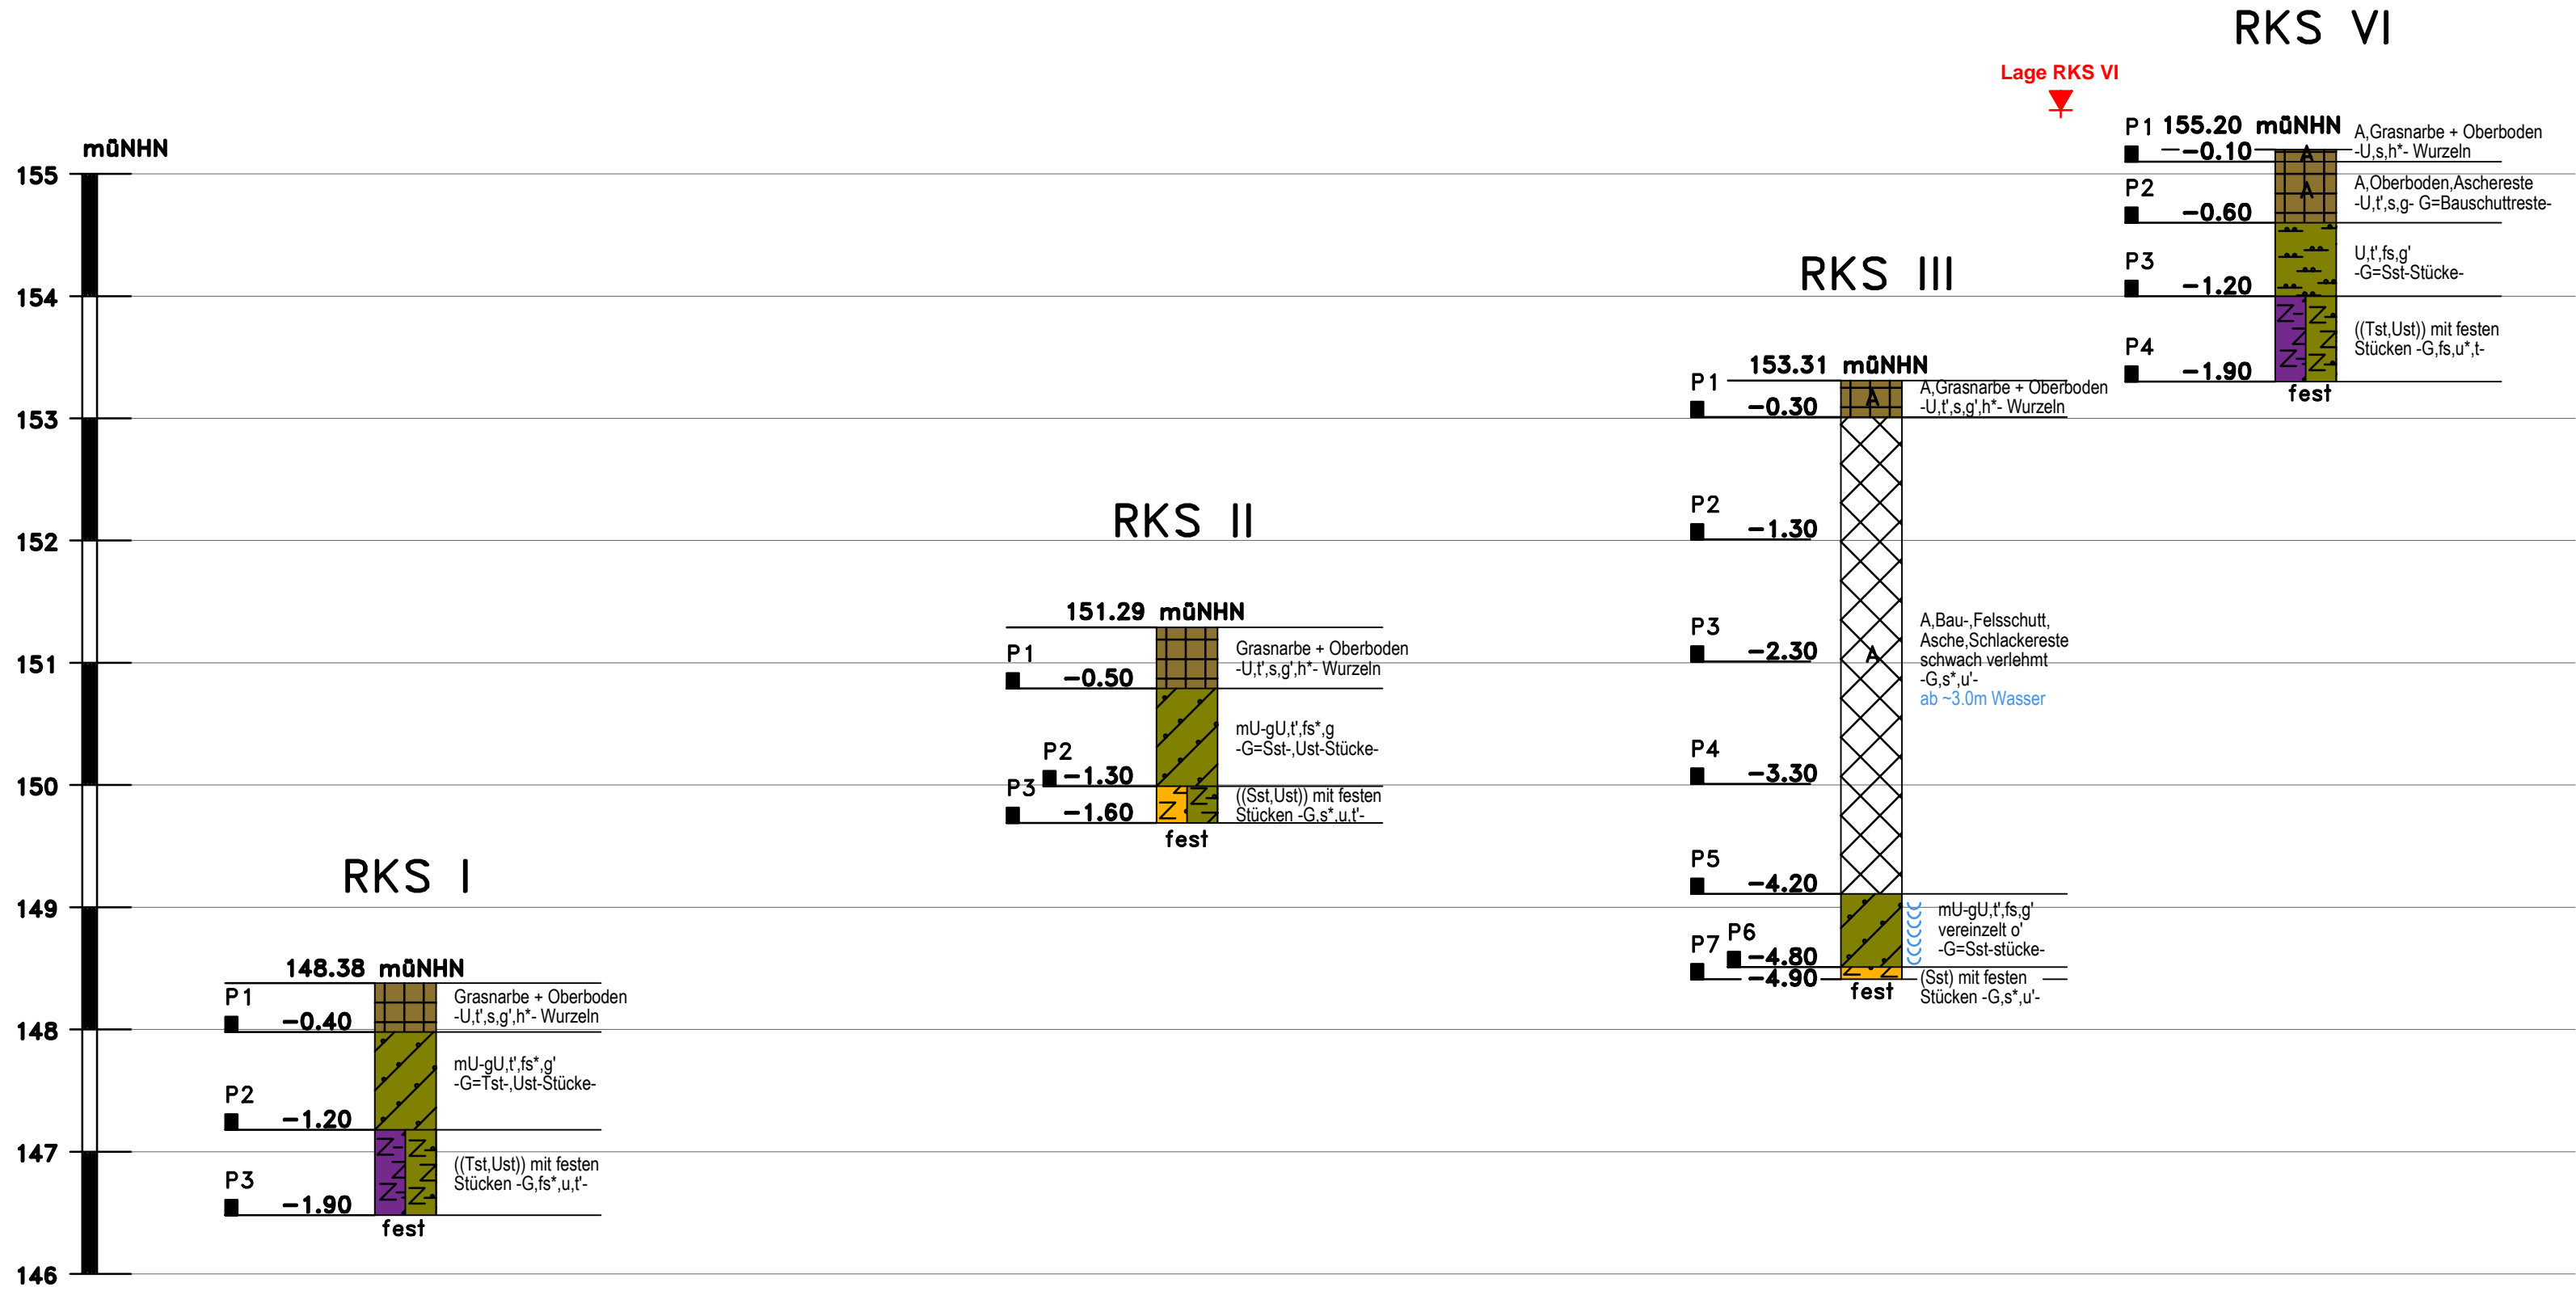 RKS VI
Lage RKS VI
müNHN
155
154
153
152
151
150
149
148
147
146
RKS I
148.38 müNHN
P1
-0.40
Grasnarbe + Oberboden
-U,t',s,g',h*- Wurzeln
P2
-1.20
mU-gU,t',fs*,g'
-G=Tst-,Ust-Stücke-
P3
-1.90
((Tst,Ust)) mit festen
Stücken -G,fs*,u,t'-
fest
RKS II
151.29 müNHN
P1
-0.50
Grasnarbe + Oberboden
-U,t',s,g',h*- Wurzeln
P2
-1.30
mU-gU,t',fs*,g
-G=Sst-,Ust-Stücke-
P3
-1.60
((Sst,Ust)) mit festen
Stücken -G,s*,u,t'-
fest
RKS III
153.31 müNHN
P1
-0.30
A
A,Grasnarbe + Oberboden
-U,t',s,g',h*- Wurzeln
P2
-1.30
P3
-2.30
A
A,Bau-,Felsschutt,
Asche,Schlackereste
schwach verlehmt
-G,s*,u'-
ab ~3.0m Wasser
P4
-3.30
P5
-4.20
P6
-4.80
mU-gU,t',fs,g'
vereinzelt o'
-G=Sst-stücke-
P7
-4.90
(Sst) mit festen
Stücken -G,s*,u'-
fest
155.20 müNHN
P1
-0.10
A
A,Grasnarbe + Oberboden
-U,s,h*- Wurzeln
P2
-0.60
A
A,Oberboden,Aschereste
-U,t',s,g- G=Bauschuttreste-
P3
-1.20
U,t',fs,g'
-G=Sst-Stücke-
P4
-1.90
((Tst,Ust)) mit festen
Stücken -G,fs,u*,t-
fest